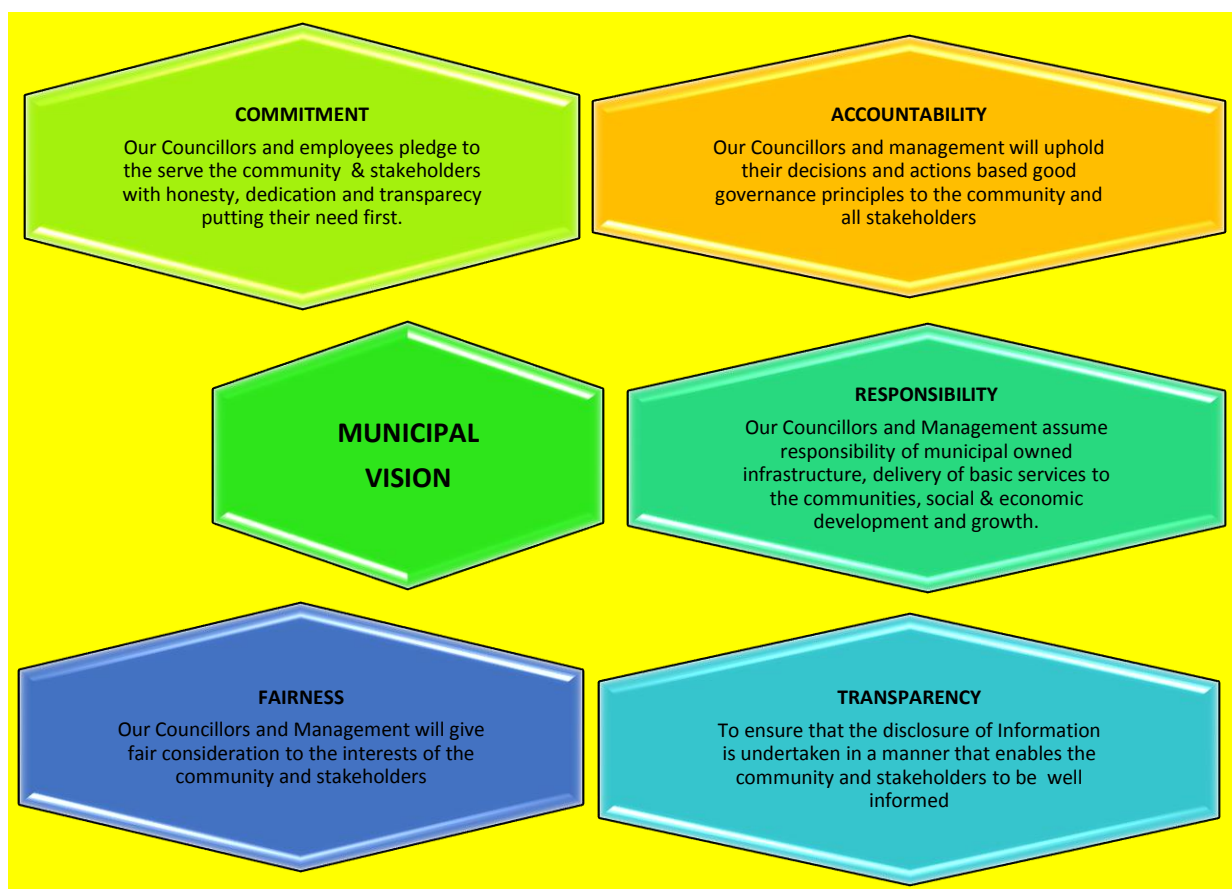 COMMITMENT
Our Councillors and employees pledge to
the serve the community & stakeholders
with honesty, dedication and transparecy
putting their need first.
ACCOUNTABILITY
Our Councillors and management will uphold
their decisions and actions based good
governance principles to the community and
all stakeholders
MUNICIPAL
VISION
RESPONSIBILITY
Our Councillors and Management assume
responsibility of municipal owned
infrastructure, delivery of basic services to
the communities, social & economic
development and growth.
FAIRNESS
Our Councillors and Management will give
fair consideration to the interests of the
community and stakeholders
TRANSPARENCY
To ensure that the disclosure of Information
is undertaken in a manner that enables the
community and stakeholders to be well
informed